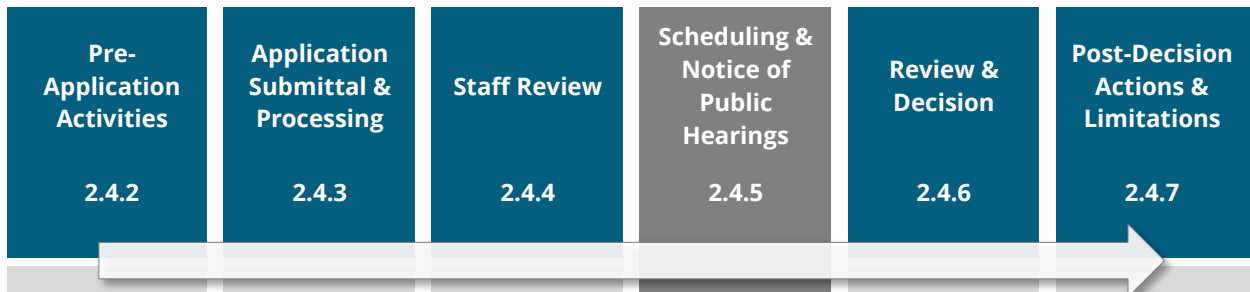 Pre-
Application
Activities
2.4.2
Application
Submittal &
Processing
2.4.3
Staff Review
2.4.4
Scheduling &
Notice of
Public
Hearings
2.4.5
Review &
Decision
2.4.6
Post-Decision
Actions &
Limitations
2.4.7